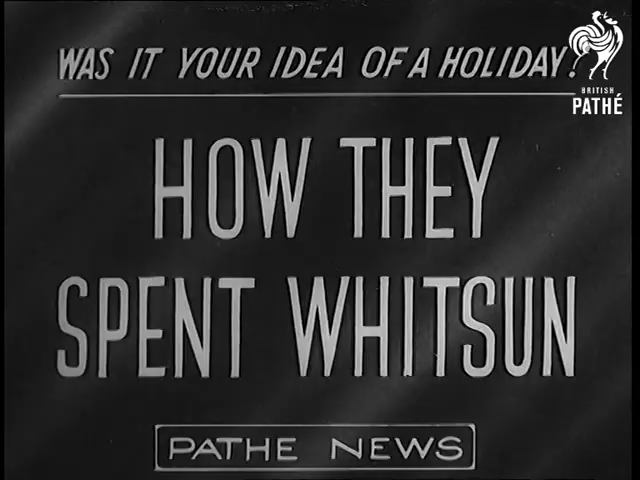 WAS IT YOUR IDEA OF A HOLIDAY?
BRITISH
PATHÉ
HOW THEY
SPENT WHITSUN
PATHE NEWS